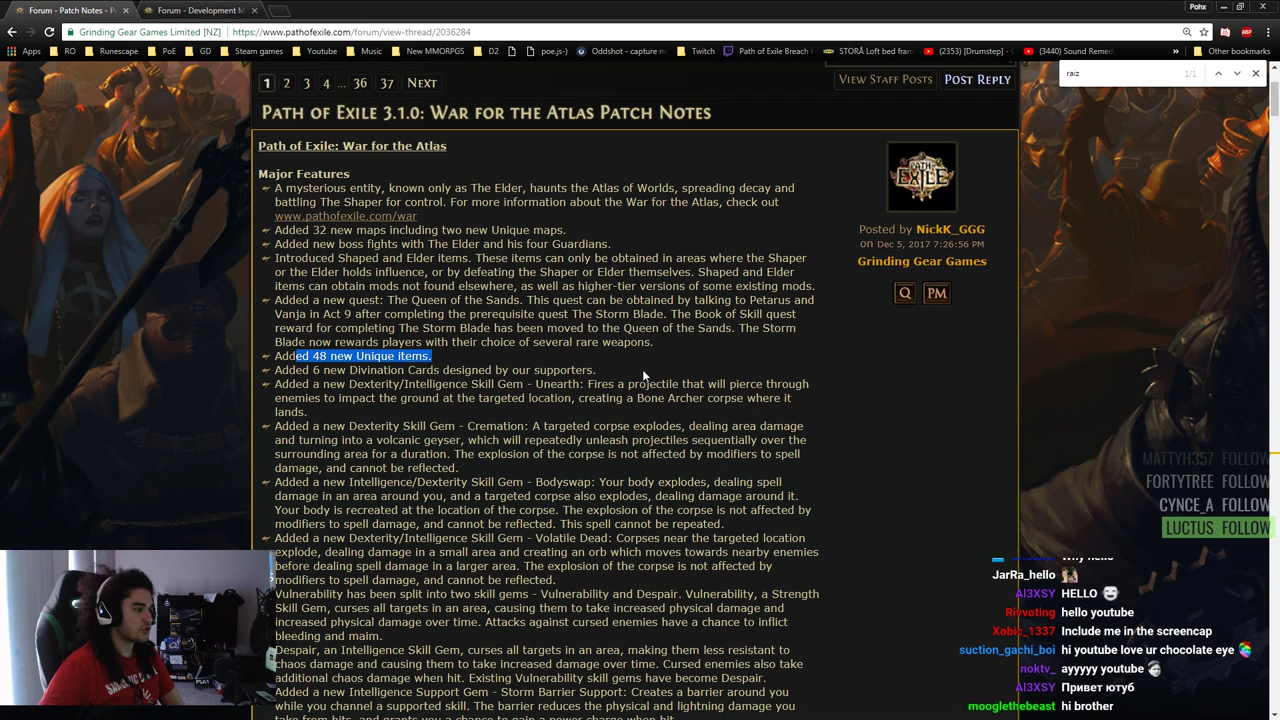 Forum - Patch Notes - P
Forum - Development M
Pohx
Grinding Gear Games Limited [NZ]
https://www.pathofexile.com/forum/view-thread/2036284
Apps RO Runescape PoE GD Steam games Youtube Music New MMORPGS D2 poe.js-) Oddshot - capture m Twitch Path of Exile Breach STORÅ Loft bed fram (2353) [Drumstep] - (3440) Sound Remed Other bookmarks
raiz 1/1
1 2 3 4 ... 36 37 NEXT
VIEW STAFF POSTS POST REPLY
PATH OF EXILE 3.1.0: WAR FOR THE ATLAS PATCH NOTES
Path of Exile: War for the Atlas
Major Features
A mysterious entity, known only as The Elder, haunts the Atlas of Worlds, spreading decay and
battling The Shaper for control. For more information about the War for the Atlas, check out
www.pathofexile.com/war
Added 32 new maps including two new Unique maps.
Added new boss fights with The Elder and his four Guardians.
Introduced Shaped and Elder items. These items can only be obtained in areas where the Shaper
or the Elder holds influence, or by defeating the Shaper or Elder themselves. Shaped and Elder
items can obtain mods not found elsewhere, as well as higher-tier versions of some existing mods.
Added a new quest: The Queen of the Sands. This quest can be obtained by talking to Petarus and
Vanja in Act 9 after completing the prerequisite quest The Storm Blade. The Book of Skill quest
reward for completing The Storm Blade has been moved to the Queen of the Sands. The Storm
Blade now rewards players with their choice of several rare weapons.
Added 48 new Unique items.
Added 6 new Divination Cards designed by our supporters.
Added a new Dexterity/Intelligence Skill Gem - Unearth: Fires a projectile that will pierce through
enemies to impact the ground at the targeted location, creating a Bone Archer corpse where it
lands.
Added a new Dexterity Skill Gem - Cremation: A targeted corpse explodes, dealing area damage
and turning into a volcanic geyser, which will repeatedly unleash projectiles sequentially over the
surrounding area for a duration. The explosion of the corpse is not affected by modifiers to spell
damage, and cannot be reflected.
Added a new Intelligence/Dexterity Skill Gem - Bodyswap: Your body explodes, dealing spell
damage in an area around you, and a targeted corpse also explodes, dealing damage around it.
Your body is recreated at the location of the corpse. The explosion of the corpse is not affected by
modifiers to spell damage, and cannot be reflected. This spell cannot be repeated.
Added a new Dexterity/Intelligence Skill Gem - Volatile Dead: Corpses near the targeted location
explode, dealing damage in a small area and creating an orb which moves towards nearby enemies
before dealing spell damage in a larger area. The explosion of the corpse is not affected by
modifiers to spell damage, and cannot be reflected.
Vulnerability has been split into two skill gems - Vulnerability and Despair. Vulnerability, a Strength
Skill Gem, curses all targets in an area, causing them to take increased physical damage and
increased physical damage over time. Attacks against cursed enemies have a chance to inflict
bleeding and maim.
Despair, an Intelligence Skill Gem, curses all targets in an area, making them less resistant to
chaos damage and causing them to take increased damage over time. Cursed enemies also take
additional chaos damage when hit. Existing Vulnerability skill gems have become Despair.
Added a new Intelligence Support Gem - Storm Barrier Support: Creates a barrier around you
while you channel a supported skill. The barrier reduces the physical and lightning damage you
take from hits, and grants you a chance to gain a power charge when hit.
PATH OF EXILE
Posted by NickK_GGG
on Dec 5, 2017 7:26:56 PM
Grinding Gear Games
Q PM
MATTYH357 FOLLOW
FORTYTREE FOLLOW
CYNCE_A FOLLOW
LUCTUS FOLLOW
why hello
JarRa_hello
Al3XSY HELLO
Rivvoting hello youtube
Xobic_1337 Include me in the screencap
suction_gachi_boi hi youtube love ur chocolate eye
noktv_ ayyyyy youtube
Al3XSY Привет ютуб
mooglethebeast hi brother